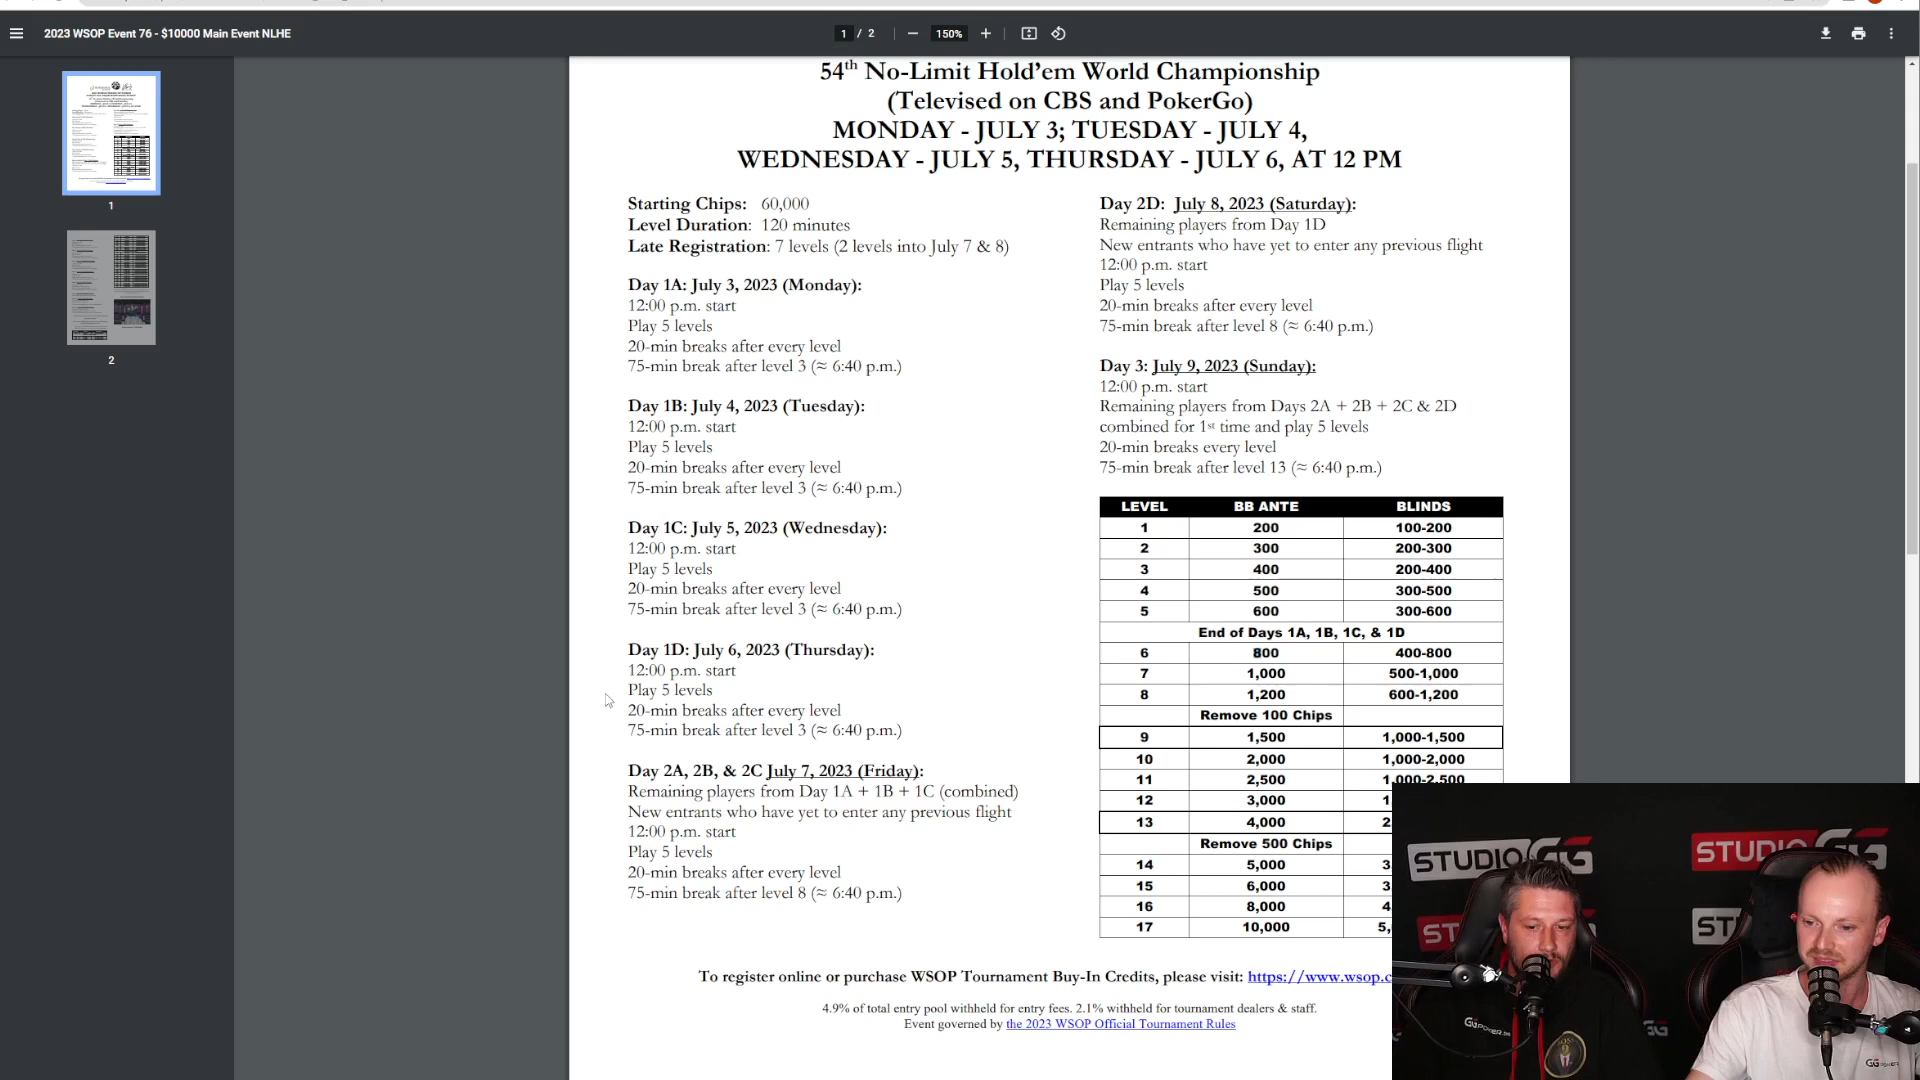 2023 WSOP Event 76 - $10000 Main Event NLHE
1 / 2
150%
1
2
54th No-Limit Hold'em World Championship
(Televised on CBS and PokerGo)
MONDAY - JULY 3; TUESDAY - JULY 4,
WEDNESDAY - JULY 5, THURSDAY - JULY 6, AT 12 PM
Starting Chips: 60,000
Level Duration: 120 minutes
Late Registration: 7 levels (2 levels into July 7 & 8)
Day 1A: July 3, 2023 (Monday):
12:00 p.m. start
Play 5 levels
20-min breaks after every level
75-min break after level 3 (≈ 6:40 p.m.)
Day 1B: July 4, 2023 (Tuesday):
12:00 p.m. start
Play 5 levels
20-min breaks after every level
75-min break after level 3 (≈ 6:40 p.m.)
Day 1C: July 5, 2023 (Wednesday):
12:00 p.m. start
Play 5 levels
20-min breaks after every level
75-min break after level 3 (≈ 6:40 p.m.)
Day 1D: July 6, 2023 (Thursday):
12:00 p.m. start
Play 5 levels
20-min breaks after every level
75-min break after level 3 (≈ 6:40 p.m.)
Day 2A, 2B, & 2C July 7, 2023 (Friday):
Remaining players from Day 1A + 1B + 1C (combined)
New entrants who have yet to enter any previous flight
12:00 p.m. start
Play 5 levels
20-min breaks after every level
75-min break after level 8 (≈ 6:40 p.m.)
Day 2D: July 8, 2023 (Saturday):
Remaining players from Day 1D
New entrants who have yet to enter any previous flight
12:00 p.m. start
Play 5 levels
20-min breaks after every level
75-min break after level 8 (≈ 6:40 p.m.)
Day 3: July 9, 2023 (Sunday):
12:00 p.m. start
Remaining players from Days 2A + 2B + 2C & 2D
combined for 1st time and play 5 levels
20-min breaks every level
75-min break after level 13 (≈ 6:40 p.m.)
LEVEL BB ANTE BLINDS
1 200 100-200
2 300 200-300
3 400 200-400
4 500 300-500
5 600 300-600
End of Days 1A, 1B, 1C, & 1D
6 800 400-800
7 1,000 500-1,000
8 1,200 600-1,200
Remove 100 Chips
9 1,500 1,000-1,500
10 2,000 1,000-2,000
11 2,500 1,000-2,500
12 3,000 1
13 4,000 2
Remove 500 Chips
14 5,000 3
15 6,000 3
16 8,000 4
17 10,000 5,
To register online or purchase WSOP Tournament Buy-In Credits, please visit: https://www.wsop.c
4.9% of total entry pool withheld for entry fees. 2.1% withheld for tournament dealers & staff.
Event governed by the 2023 WSOP Official Tournament Rules
STUDIO GG
STUDIO GG
ST
ST
GG
GGPOKER
GGPOKER